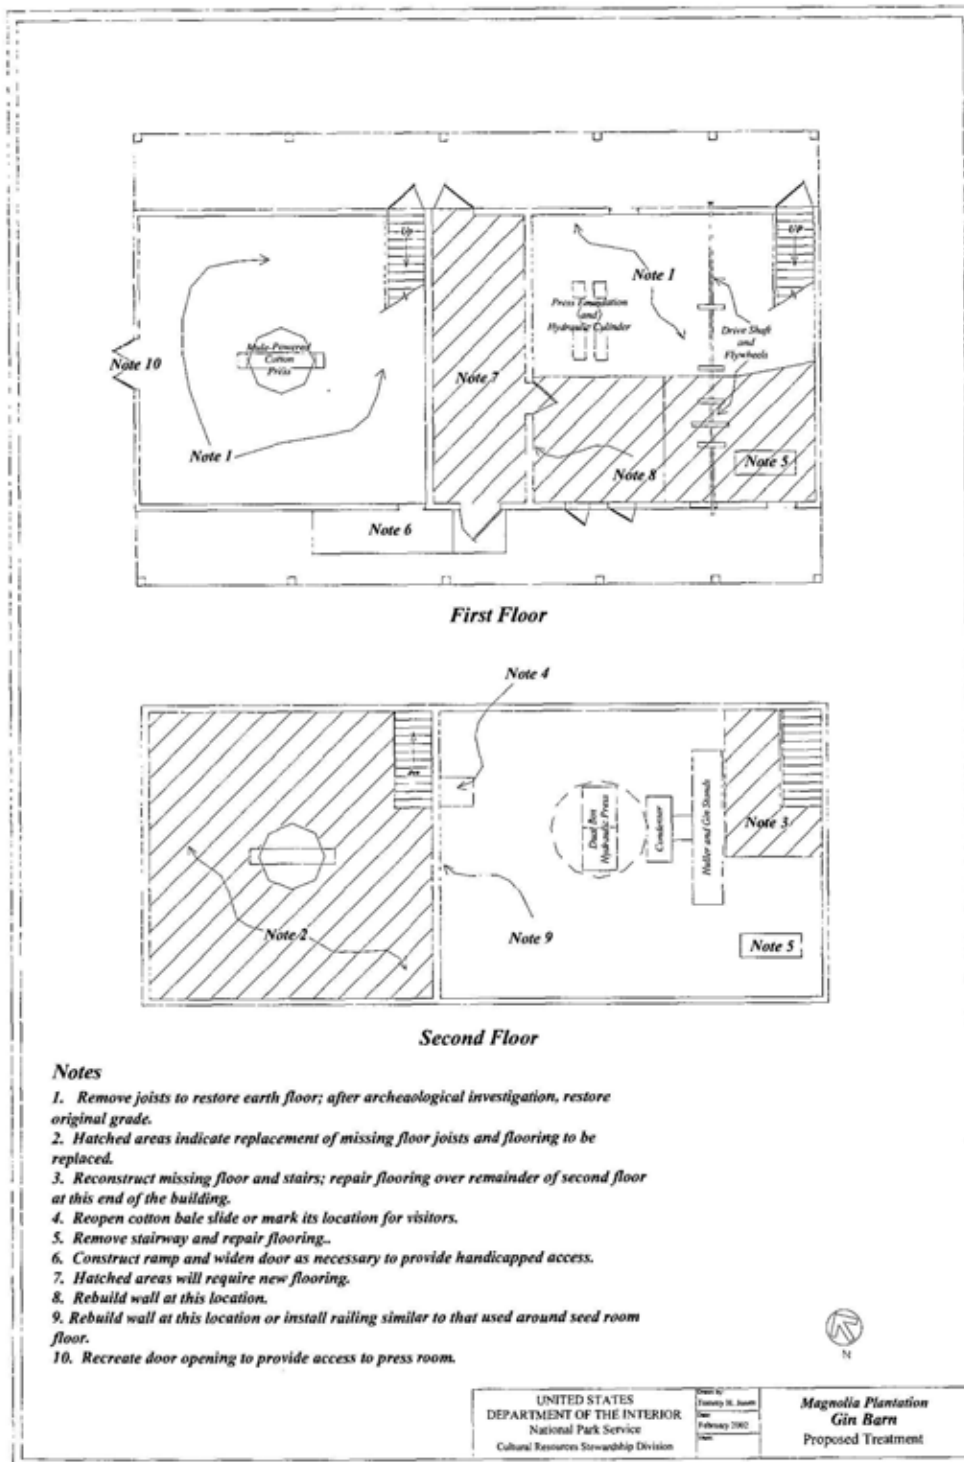 Up
UP
Note 1
Press Foundation
and
Hydraulic Cylinder
Drive Shaft
and
Flywheels
Mule-Powered
Cotton
Press
Note 10
Note 7
Note 1
Note 8
Note 5
Note 6
First Floor
Note 4
Dual Box
Hydraulic Press
Condenser
Huller and Gin Stands
Note 3
Note 2
Note 9
Note 5
Second Floor
Notes
1. Remove joists to restore earth floor; after archeaological investigation, restore
original grade.
2. Hatched areas indicate replacement of missing floor joists and flooring to be
replaced.
3. Reconstruct missing floor and stairs; repair flooring over remainder of second floor
at this end of the building.
4. Reopen cotton bale slide or mark its location for visitors.
5. Remove stairway and repair flooring..
6. Construct ramp and widen door as necessary to provide handicapped access.
7. Hatched areas will require new flooring.
8. Rebuild wall at this location.
9. Rebuild wall at this location or install railing similar to that used around seed room
floor.
10. Recreate door opening to provide access to press room.
N
UNITED STATES
DEPARTMENT OF THE INTERIOR
National Park Service
Cultural Resources Stewardship Division
Drawn by:
Tommy H. Jones
Date:
February 2002
Magnolia Plantation
Gin Barn
Proposed Treatment